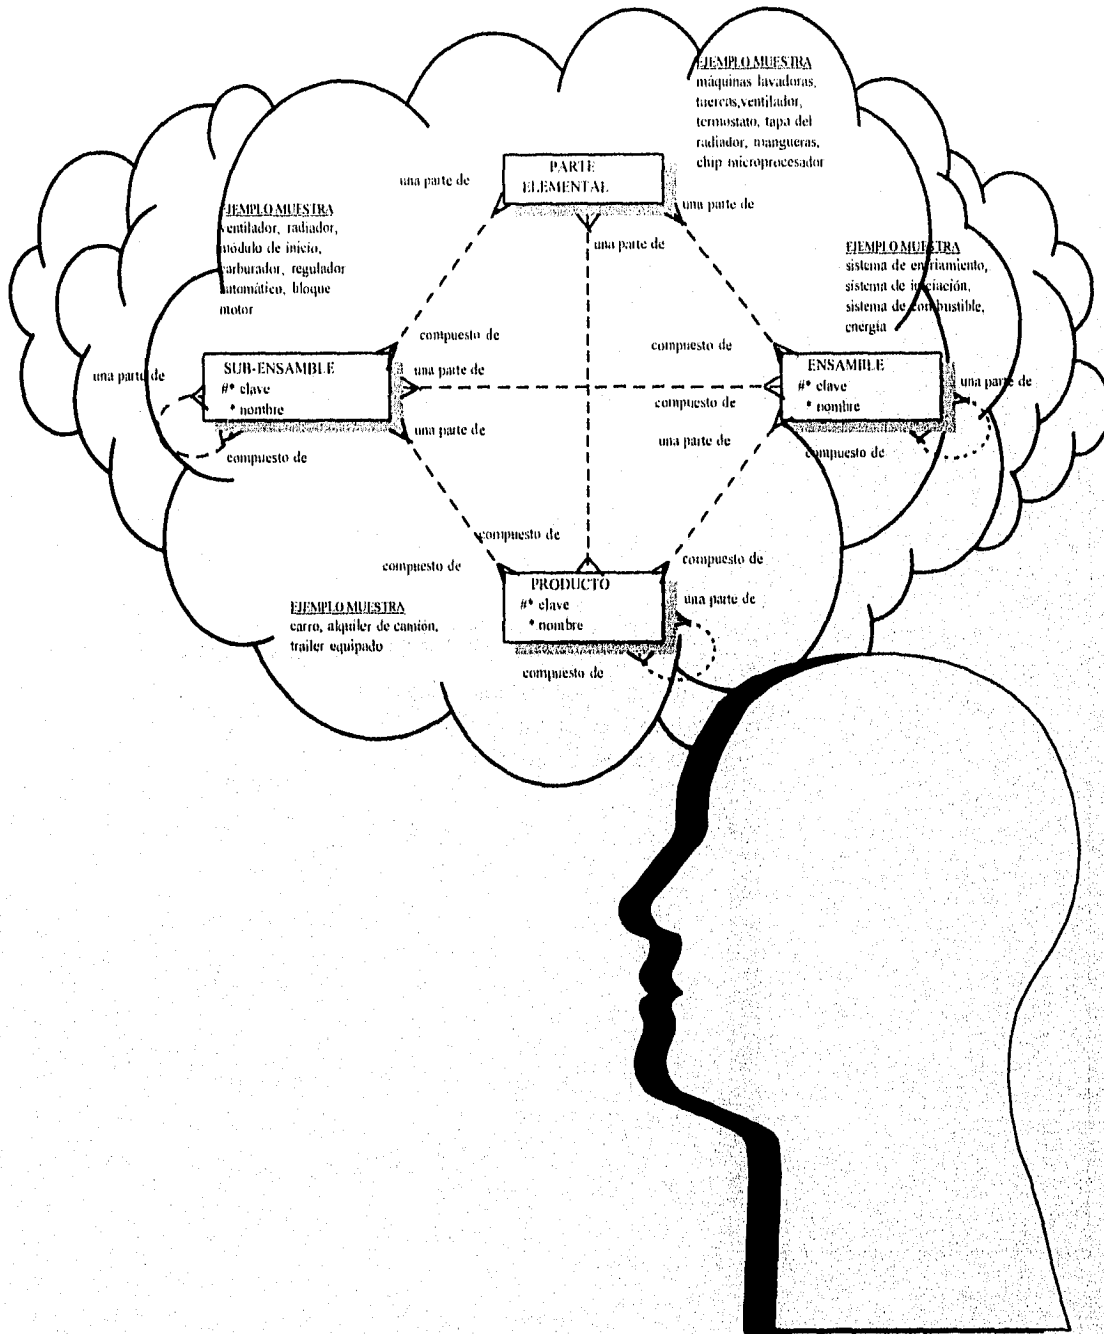 EJEMPLO MUESTRA
máquinas lavadoras,
tuercas,ventilador,
termostato, tapa del
radiador, mangueras,
chip microprocesador
PARTE
ELEMENTAL
una parte de
una parte de
una parte de
EJEMPLO MUESTRA
ventilador, radiador,
módulo de inicio,
carburador, regulador
automático, bloque
motor
EJEMPLO MUESTRA
sistema de enfriamiento,
sistema de iniciación,
sistema de combustible,
energía
compuesto de
compuesto de
SUB-ENSAMBLE
#* clave
* nombre
una parte de
compuesto de
una parte de
una parte de
ENSAMBLE
#* clave
* nombre
compuesto de
una parte de
una parte de
compuesto de
compuesto de
compuesto de
compuesto de
PRODUCTO
#* clave
* nombre
una parte de
compuesto de
EJEMPLO MUESTRA
carro, alquiler de camión,
trailer equipado